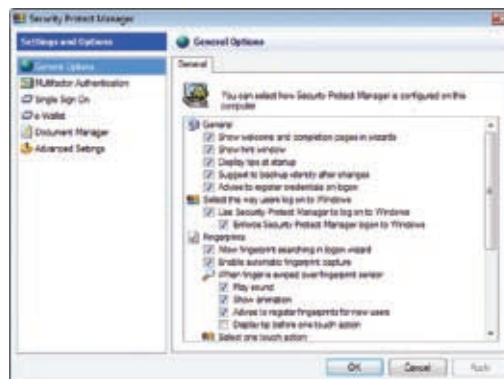 Security Protect Manager
Settings and Options
General Options
Multifactor Authentication
Single Sign On
e-Wallet
Document Manager
Advanced Settings
General Options
General
You can select how Security Protect Manager is configured on this
computer
General
Show welcome and completion pages in wizards
Show hint window
Display tips at startup
Suggest to backup identity after changes
Advise to register credentials on logon
Select the way users log on to Windows
Use Security Protect Manager to log on to Windows
Enforce Security Protect Manager logon to Windows
Fingerprints
Allow fingerprint searching in logon wizard
Enable automatic fingerprint capture
When finger is swiped over fingerprint sensor
Play sound
Show animation
Advise to register fingerprints for new users
Display tip before one touch action
Select one touch action
OK
Cancel
Apply